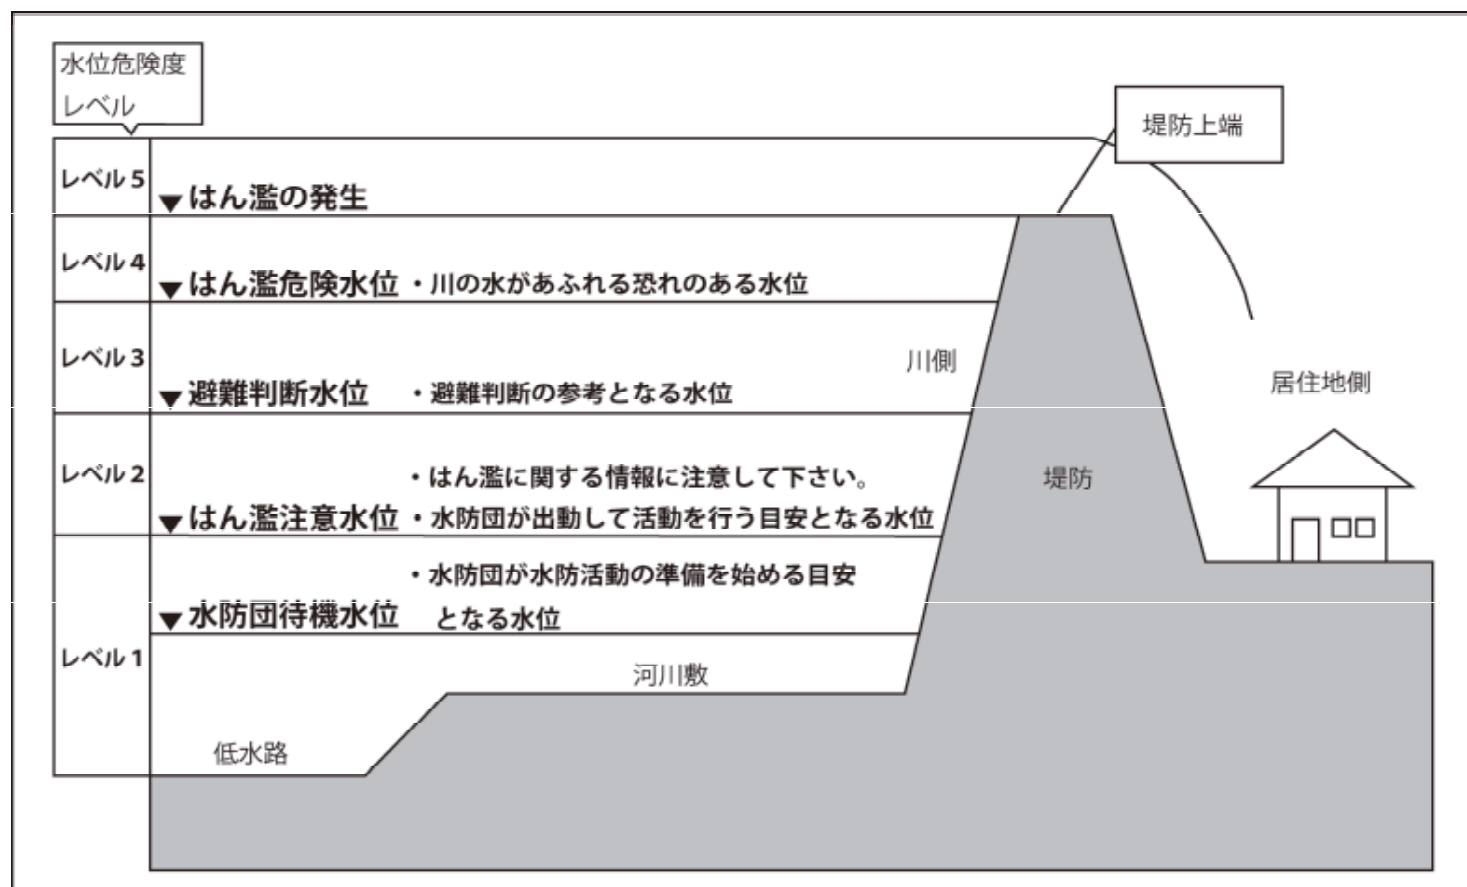 水位危険度
レベル
堤防上端
レベル5
▼はん濫の発生
レベル4
▼はん濫危険水位 ・川の水があふれる恐れのある水位
レベル3
川側
▼避難判断水位 ・避難判断の参考となる水位
居住地側
レベル2
・はん濫に関する情報に注意して下さい。
堤防
▼はん濫注意水位 ・水防団が出動して活動を行う目安となる水位
・水防団が水防活動の準備を始める目安
▼水防団待機水位 となる水位
レベル1
河川敷
低水路